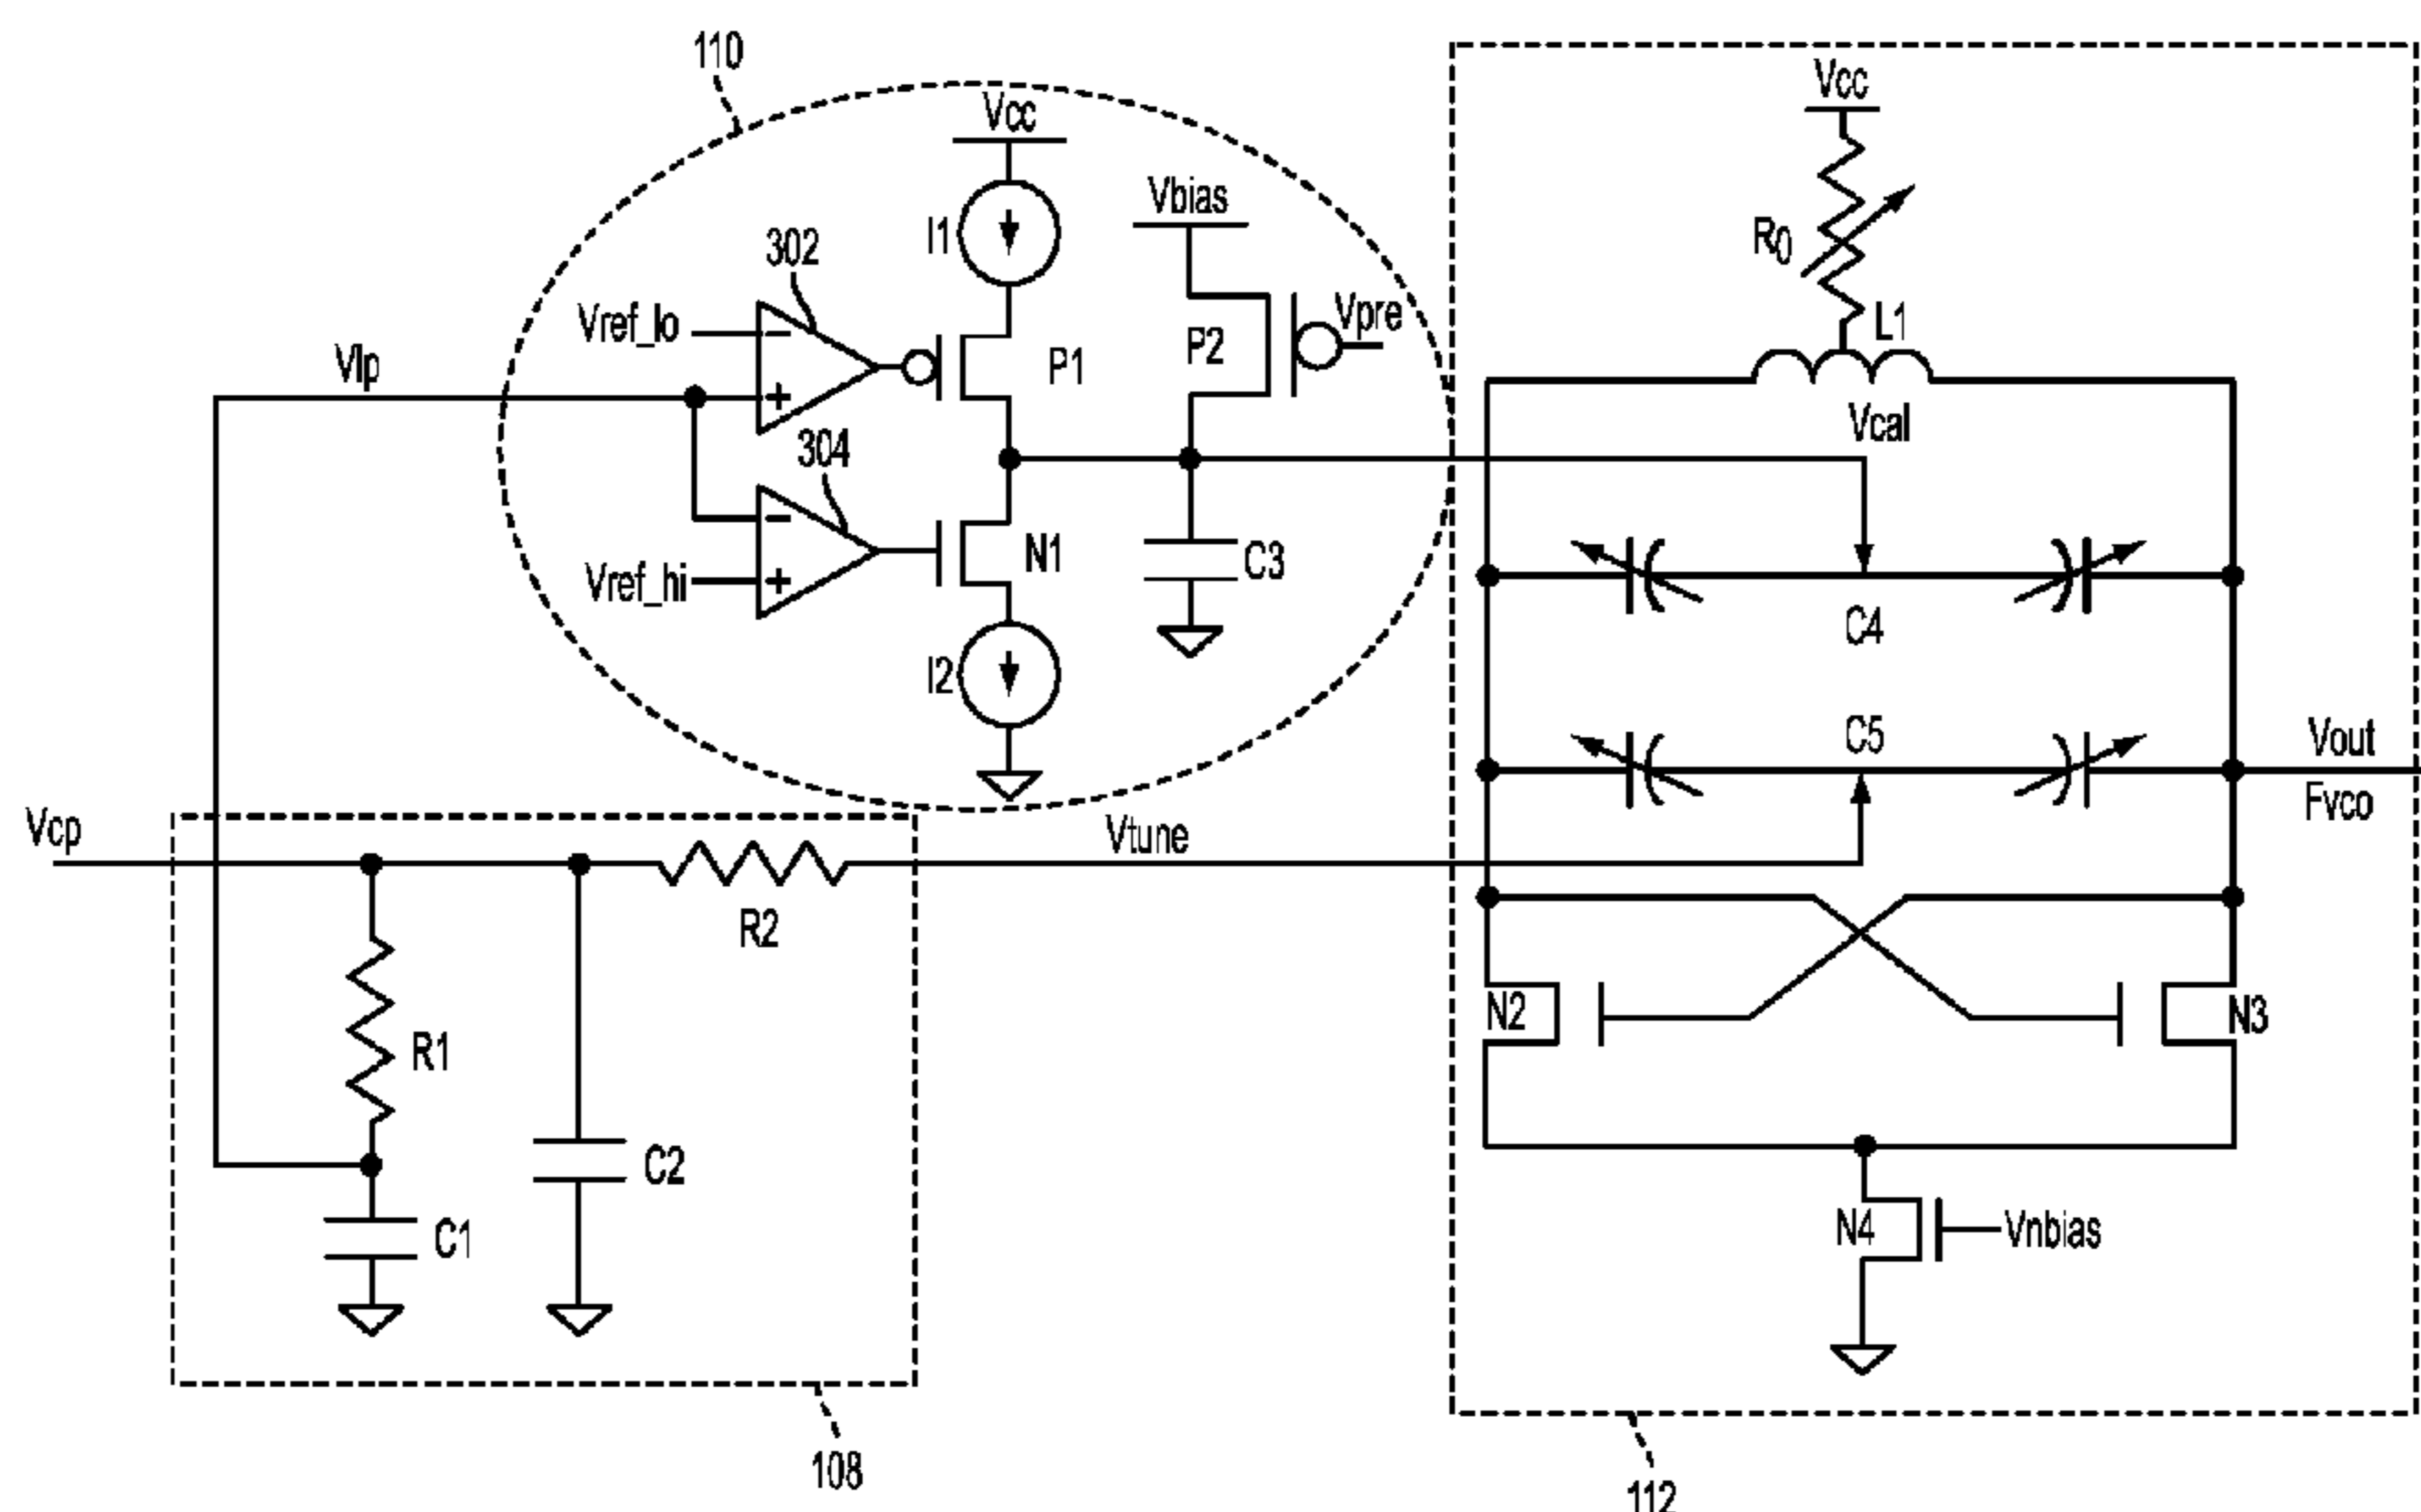 110
Vcc
Vcc
Vbias
I1
302
R0
Vref_lo
Vpre
L1
Vlp
P1
P2
Vcal
304
N1
C3
Vref_hi
C4
I2
C5
Vout
Vcp
Vtune
Fvco
R2
N2
N3
R1
C2
C1
N4
Vnbias
108
112